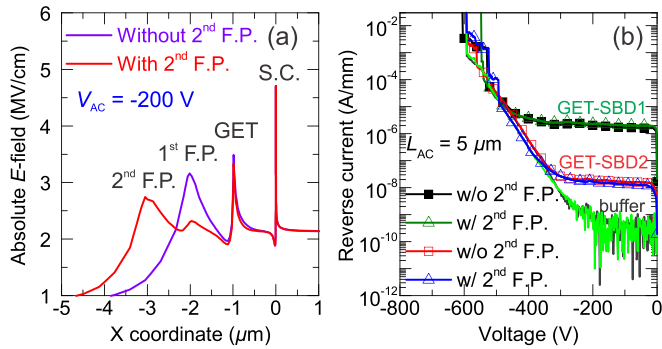 Without 2nd F.P.
(a)
With 2nd F.P.
S.C.
VAC = -200 V
GET
1st F.P.
2nd F.P.
Absolute E-field (MV/cm)
6
5
4
3
2
1
-5 -4 -3 -2 -1 0 1
X coordinate (µm)
(b)
GET-SBD1
LAC = 5 µm
GET-SBD2
w/o 2nd F.P.
buffer
w/ 2nd F.P.
w/o 2nd F.P.
w/ 2nd F.P.
Reverse current (A/mm)
10-2
10-4
10-6
10-8
10-10
10-12
-800 -600 -400 -200 0
Voltage (V)